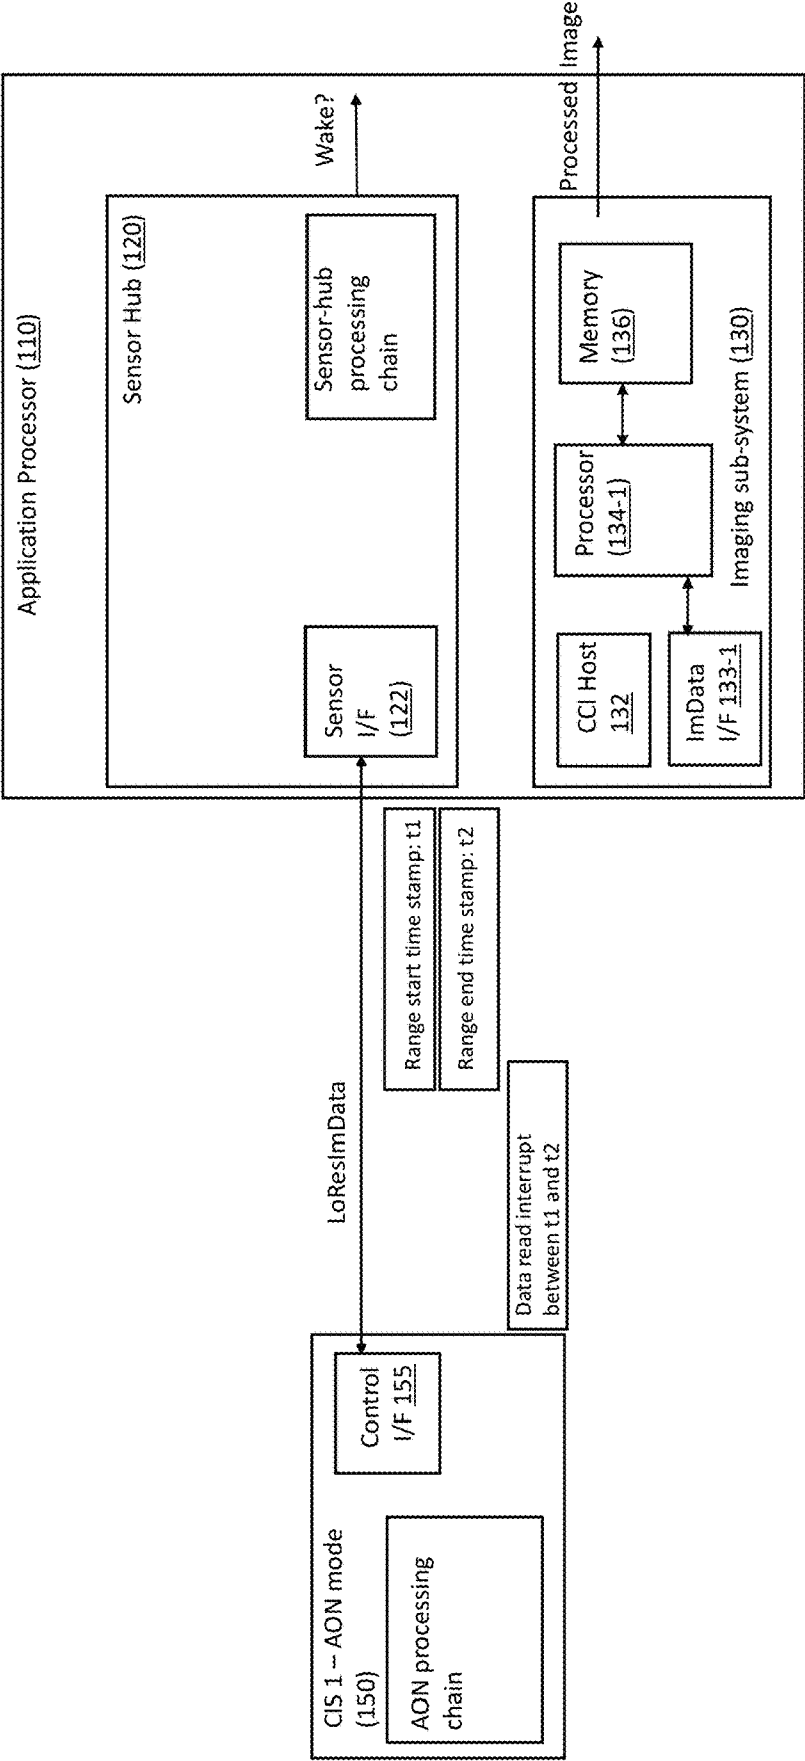 Application Processor (110)
Sensor Hub (120)
Sensor
I/F
(122)
Sensor-hub
processing
chain
Wake?
CIS 1 – AON mode
(150)
AON processing
chain
Control
I/F 155
LoResImData
Range start time stamp: t1
Range end time stamp: t2
Data read interrupt
between t1 and t2
CCI Host
132
ImData
I/F 133-1
Processor
(134-1)
Memory
(136)
Imaging sub-system (130)
Processed Image